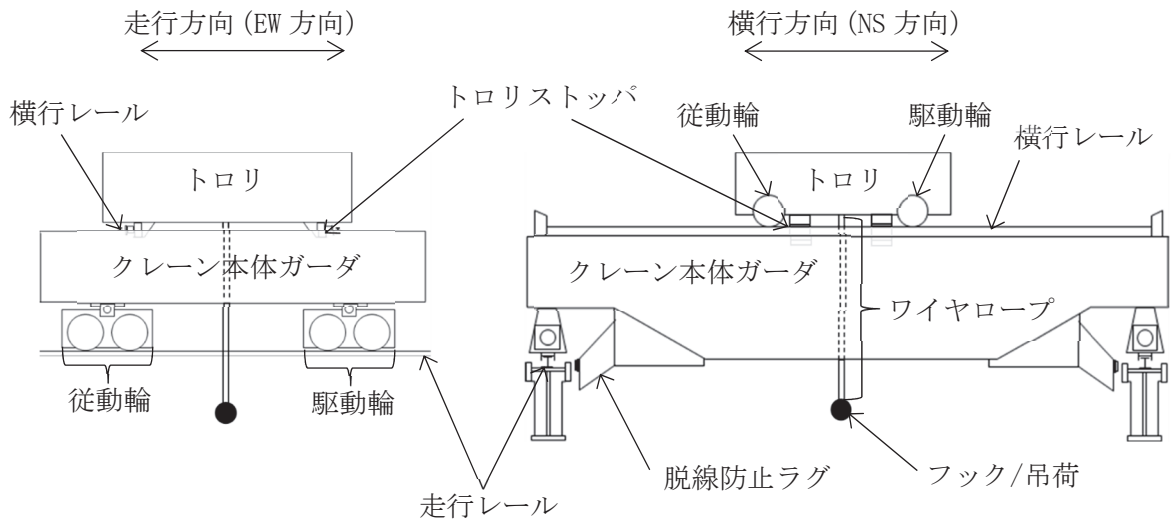 走行方向(EW 方向)
横行レール
トロリストッパ
トロリ
クレーン本体ガーダ
従動輪
駆動輪
走行レール
横行方向(NS 方向)
従動輪
駆動輪
横行レール
トロリ
クレーン本体ガーダ
ワイヤロープ
脱線防止ラグ
フック/吊荷